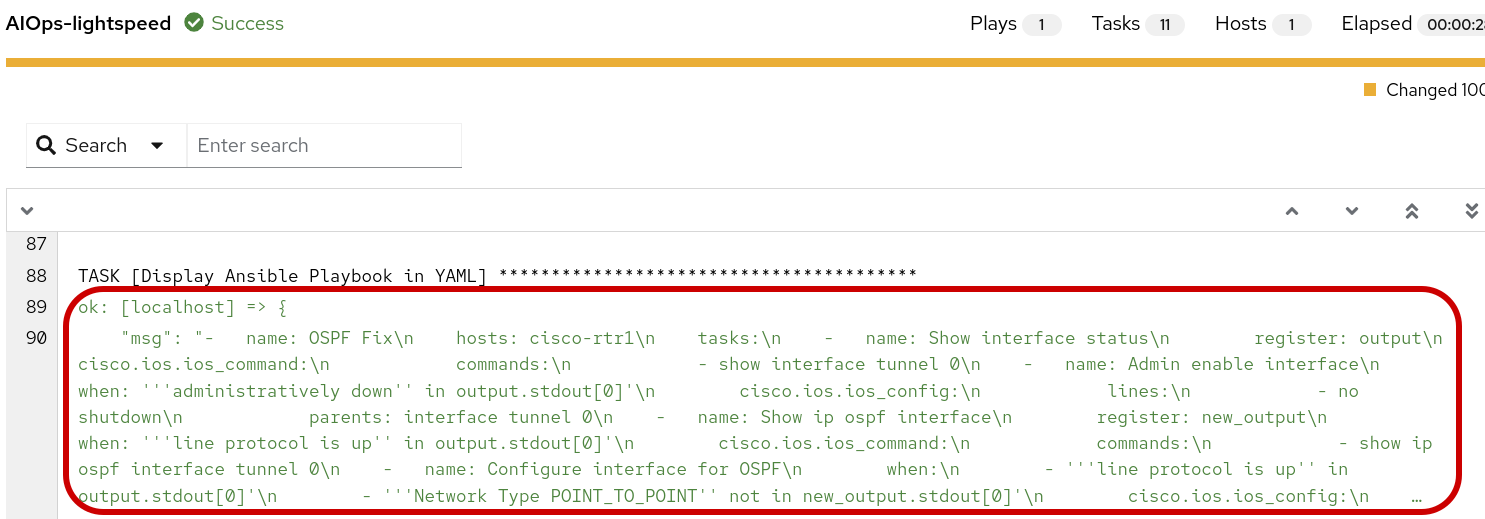 AIOps-lightspeed Success Plays 1 Tasks 11 Hosts 1 Elapsed 00:00:2
Changed 100
Search Enter search
87
88 TASK [Display Ansible Playbook in YAML] ****************************************
89 ok: [localhost] => {
90 "msg": "-   name: OSPF Fix\n    hosts: cisco-rtr1\n    tasks:\n    -   name: Show interface status\n        register: output\n
cisco.ios.ios_command:\n            commands:\n            - show interface tunnel 0\n    -   name: Admin enable interface\n
when: '''administratively down'' in output.stdout[0]'\n        cisco.ios.ios_config:\n            lines:\n            - no
shutdown\n            parents: interface tunnel 0\n    -   name: Show ip ospf interface\n        register: new_output\n
when: '''line protocol is up'' in output.stdout[0]'\n        cisco.ios.ios_command:\n            commands:\n            - show ip
ospf interface tunnel 0\n    -   name: Configure interface for OSPF\n        when:\n        - '''line protocol is up'' in
output.stdout[0]'\n        - '''Network Type POINT_TO_POINT'' not in new_output.stdout[0]'\n        cisco.ios.ios_config:\n    …